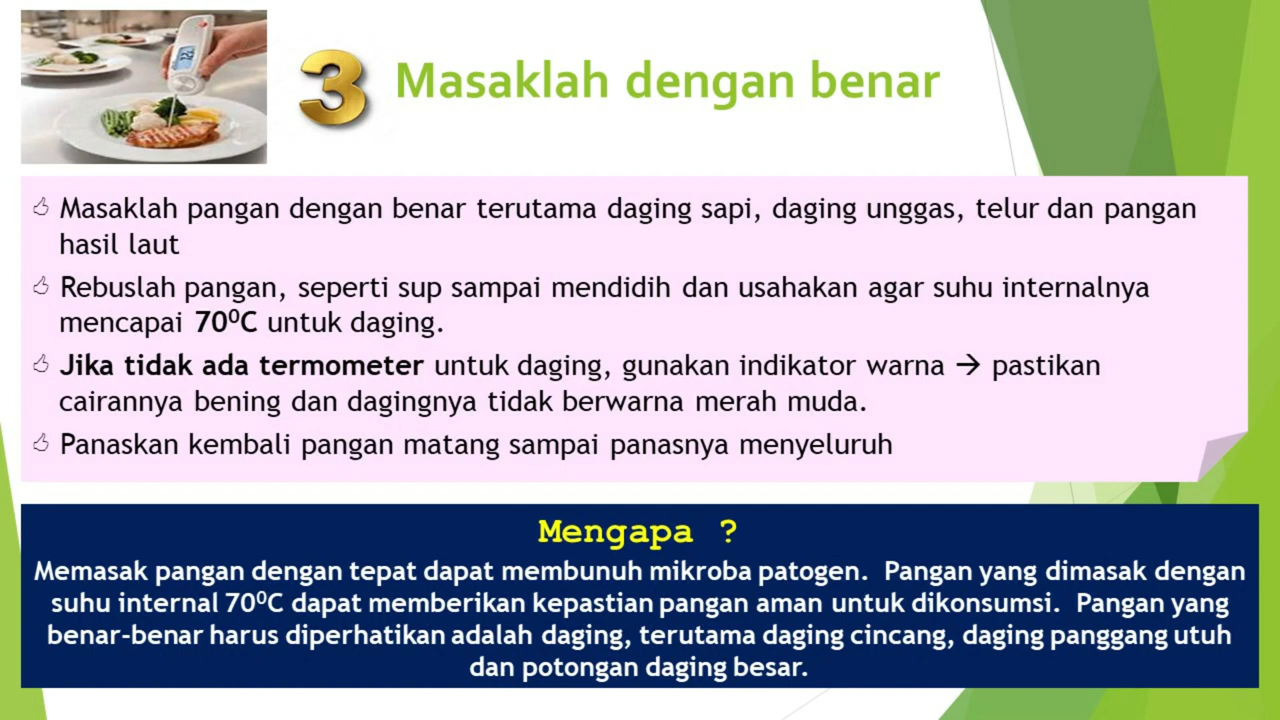 3 Masaklah dengan benar
Masaklah pangan dengan benar terutama daging sapi, daging unggas, telur dan pangan
hasil laut
Rebuslah pangan, seperti sup sampai mendidih dan usahakan agar suhu internalnya
mencapai 70⁰C untuk daging.
Jika tidak ada termometer untuk daging, gunakan indikator warna → pastikan
cairannya bening dan dagingnya tidak berwarna merah muda.
Panaskan kembali pangan matang sampai panasnya menyeluruh
Mengapa ?
Memasak pangan dengan tepat dapat membunuh mikroba patogen. Pangan yang dimasak dengan
suhu internal 70⁰C dapat memberikan kepastian pangan aman untuk dikonsumsi. Pangan yang
benar-benar harus diperhatikan adalah daging, terutama daging cincang, daging panggang utuh
dan potongan daging besar.